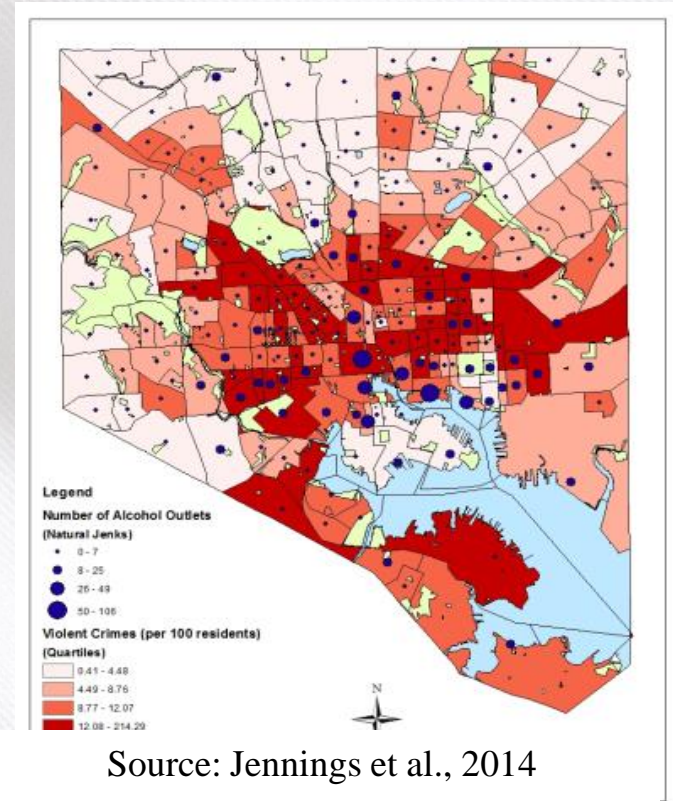 Legend
Number of Alcohol Outlets
(Natural Jenks)
0 - 7
8 - 25
26 - 49
50 - 106
Violent Crimes (per 100 residents)
(Quartiles)
0.41 - 4.48
4.49 - 8.76
8.77 - 12.07
12.08 - 214.29
N
Source: Jennings et al., 2014